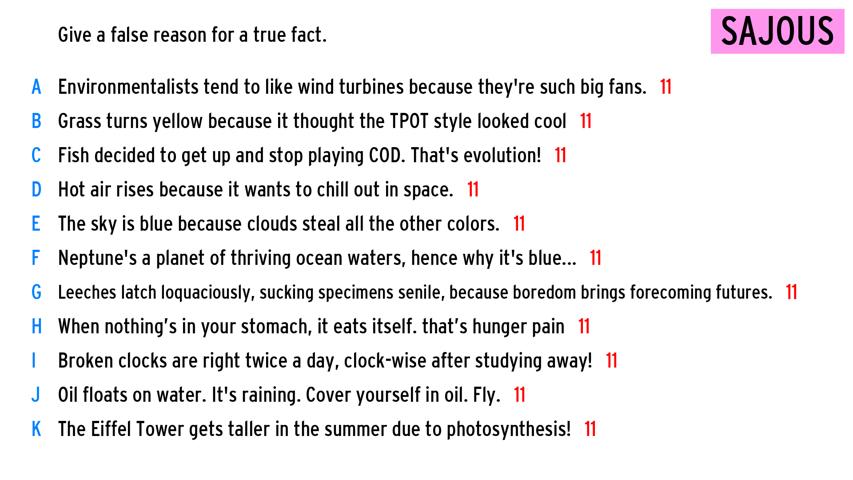 Give a false reason for a true fact.
SAJOUS
A Environmentalists tend to like wind turbines because they're such big fans. 11
B Grass turns yellow because it thought the TPOT style looked cool 11
C Fish decided to get up and stop playing COD. That's evolution! 11
D Hot air rises because it wants to chill out in space. 11
E The sky is blue because clouds steal all the other colors. 11
F Neptune's a planet of thriving ocean waters, hence why it's blue... 11
G Leeches latch loquaciously, sucking specimens senile, because boredom brings forecoming futures. 11
H When nothing’s in your stomach, it eats itself. that’s hunger pain 11
I Broken clocks are right twice a day, clock-wise after studying away! 11
J Oil floats on water. It's raining. Cover yourself in oil. Fly. 11
K The Eiffel Tower gets taller in the summer due to photosynthesis! 11